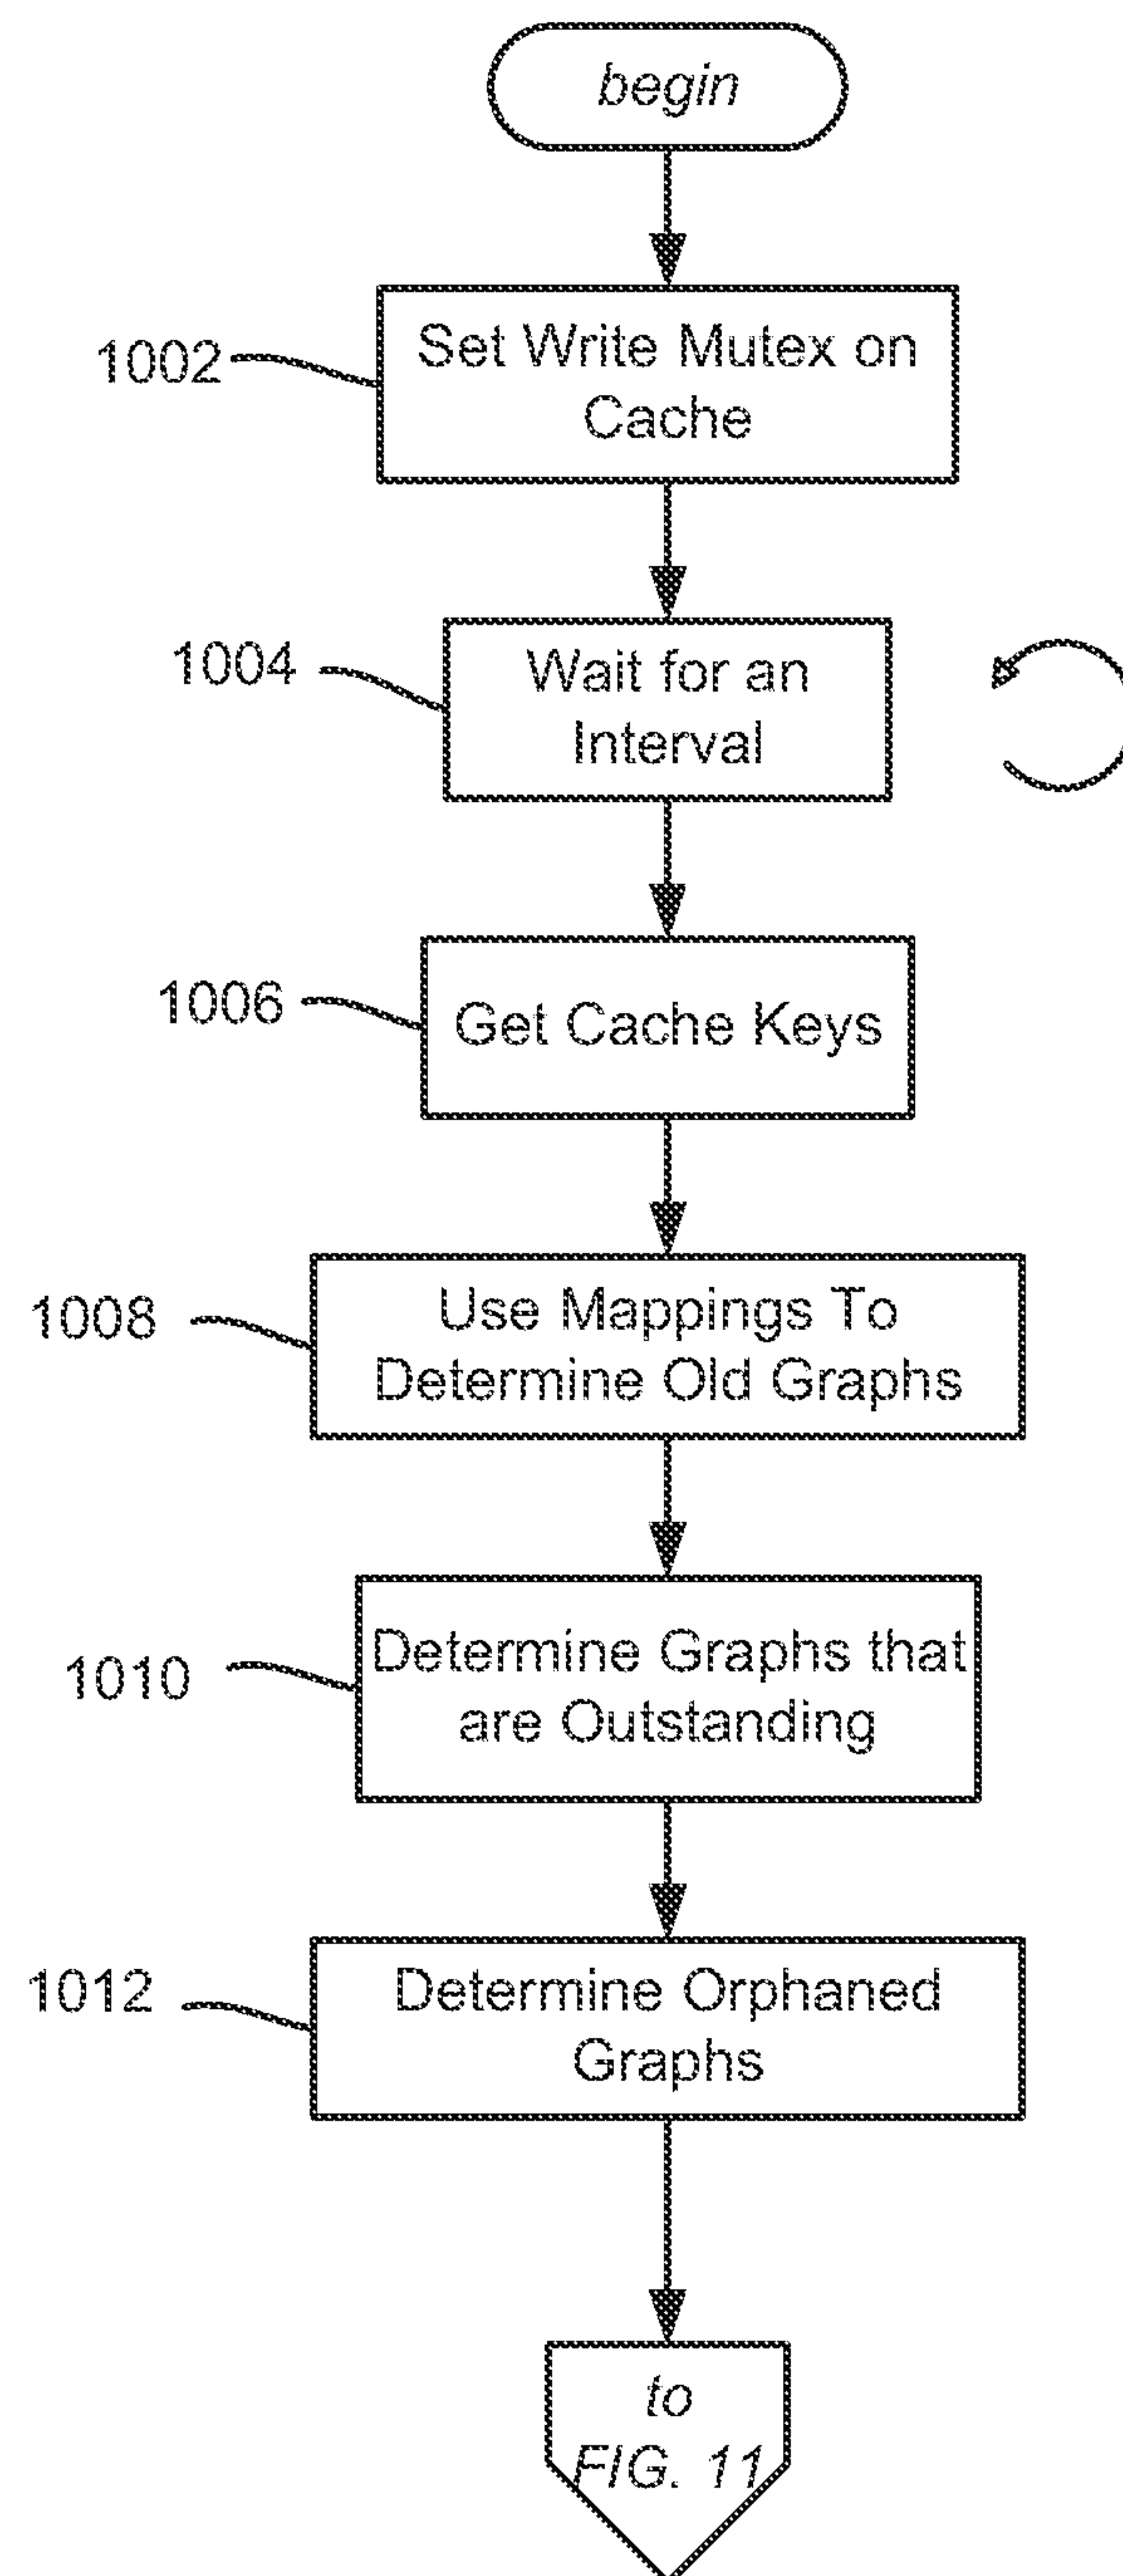 begin
1002
Set Write Mutex on
Cache
1004
Wait for an
Interval
1006
Get Cache Keys
1008
Use Mappings To
Determine Old Graphs
1010
Determine Graphs that
are Outstanding
1012
Determine Orphaned
Graphs
to
FIG. 11